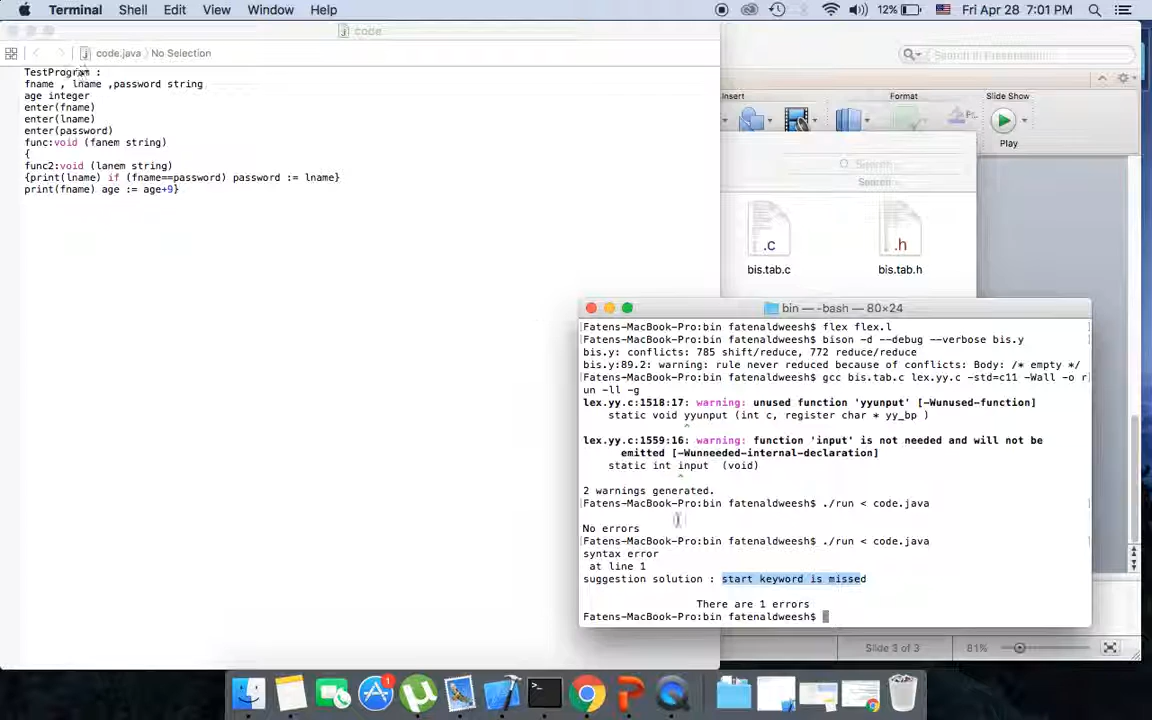 Terminal Shell Edit View Window Help 12% Fri Apr 28 7:01 PM
code
code.java No Selection
TestProgram :
fname , lname ,password string
age integer
enter(fname)
enter(lname)
enter(password)
func:void (fanem string)
{
func2:void (lanem string)
{print(lname) if (fname==password) password := lname)
print(fname) age := age+9}
Search in Presentation
Insert Format Slide Show
Play
Search
Search
.c .h
bis.tab.c bis.tab.h
bin — -bash — 80×24
Fatens-MacBook-Pro:bin fatenaldweesh$ flex flex.l
Fatens-MacBook-Pro:bin fatenaldweesh$ bison -d --debug --verbose bis.y
bis.y: conflicts: 785 shift/reduce, 772 reduce/reduce
bis.y:89.2: warning: rule never reduced because of conflicts: Body: /* empty */
Fatens-MacBook-Pro:bin fatenaldweesh$ gcc bis.tab.c lex.yy.c -std=c11 -Wall -o r
un -ll -g
lex.yy.c:1518:17: warning: unused function 'yyunput' [-Wunused-function]
static void yyunput (int c, register char * yy_bp )
^
lex.yy.c:1559:16: warning: function 'input' is not needed and will not be
emitted [-Wunneeded-internal-declaration]
static int input (void)
^
2 warnings generated.
Fatens-MacBook-Pro:bin fatenaldweesh$ ./run < code.java
No errors
Fatens-MacBook-Pro:bin fatenaldweesh$ ./run < code.java
syntax error
at line 1
suggestion solution : start keyword is missed
There are 1 errors
Fatens-MacBook-Pro:bin fatenaldweesh$
Slide 3 of 3 81%
1